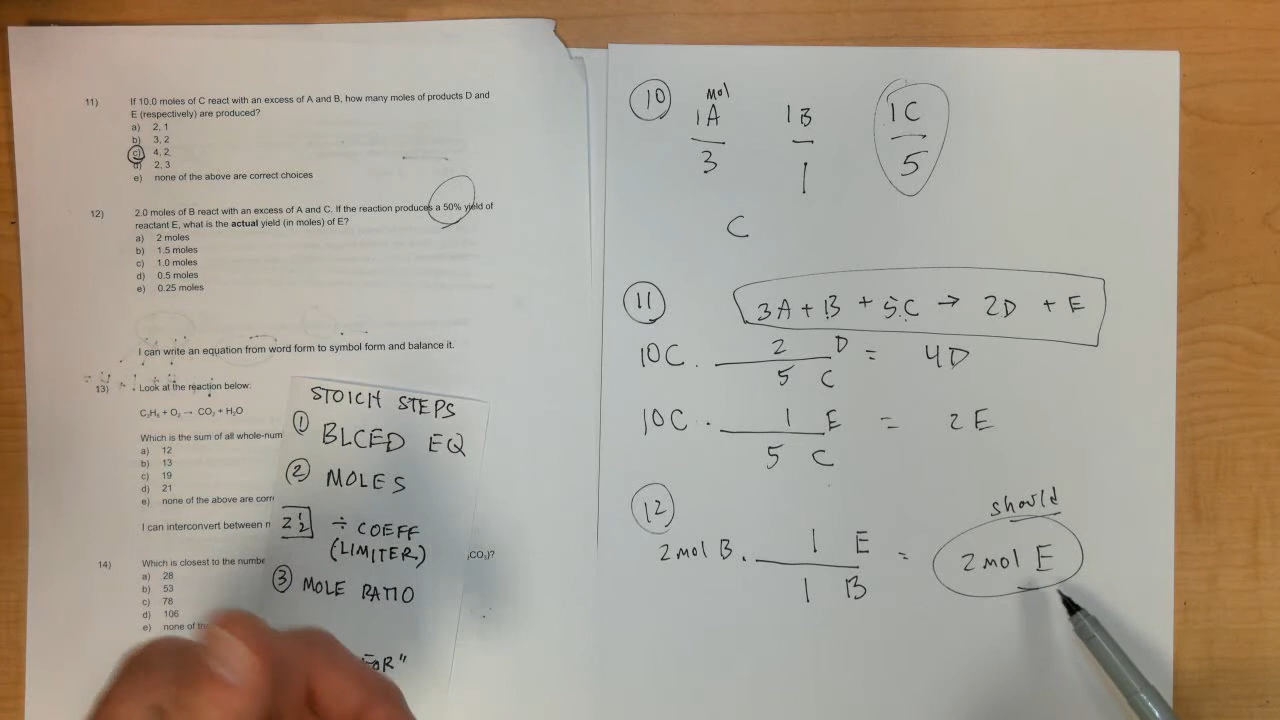 11) If 10.0 moles of C react with an excess of A and B, how many moles of products D and
E (respectively) are produced?
a) 2, 1
b) 3, 2
c) 4, 2
d) 2, 3
e) none of the above are correct choices
12) 2.0 moles of B react with an excess of A and C. If the reaction produces a 50% yield of
reactant E, what is the actual yield (in moles) of E?
a) 2 moles
b) 1.5 moles
c) 1.0 moles
d) 0.5 moles
e) 0.25 moles
I can write an equation from word form to symbol form and balance it.
13) Look at the reaction below:
O₂ → CO₂ + H₂O
Which is the sum of all whole-num
a) 12
b) 13
c) 19
d) 21
e) none of the above are corr
I can interconvert between
14) Which is closest to the numbe
CO₃)?
a) 28
b) 53
c) 78
d) 106
e) none of
STOICH STEPS
① BLCED EQ
② MOLES
2½ ÷ COEFF
(LIMITER)
③ MOLE RATIO
10 mol
1A 1B 1C
3 1 5
C
11 3A + B + 5C → 2D + E
10C · 2 D = 4D
5 C
10C · 1 E = 2E
5 C
12 should
2 mol B · 1 E = 2 mol E
1 B